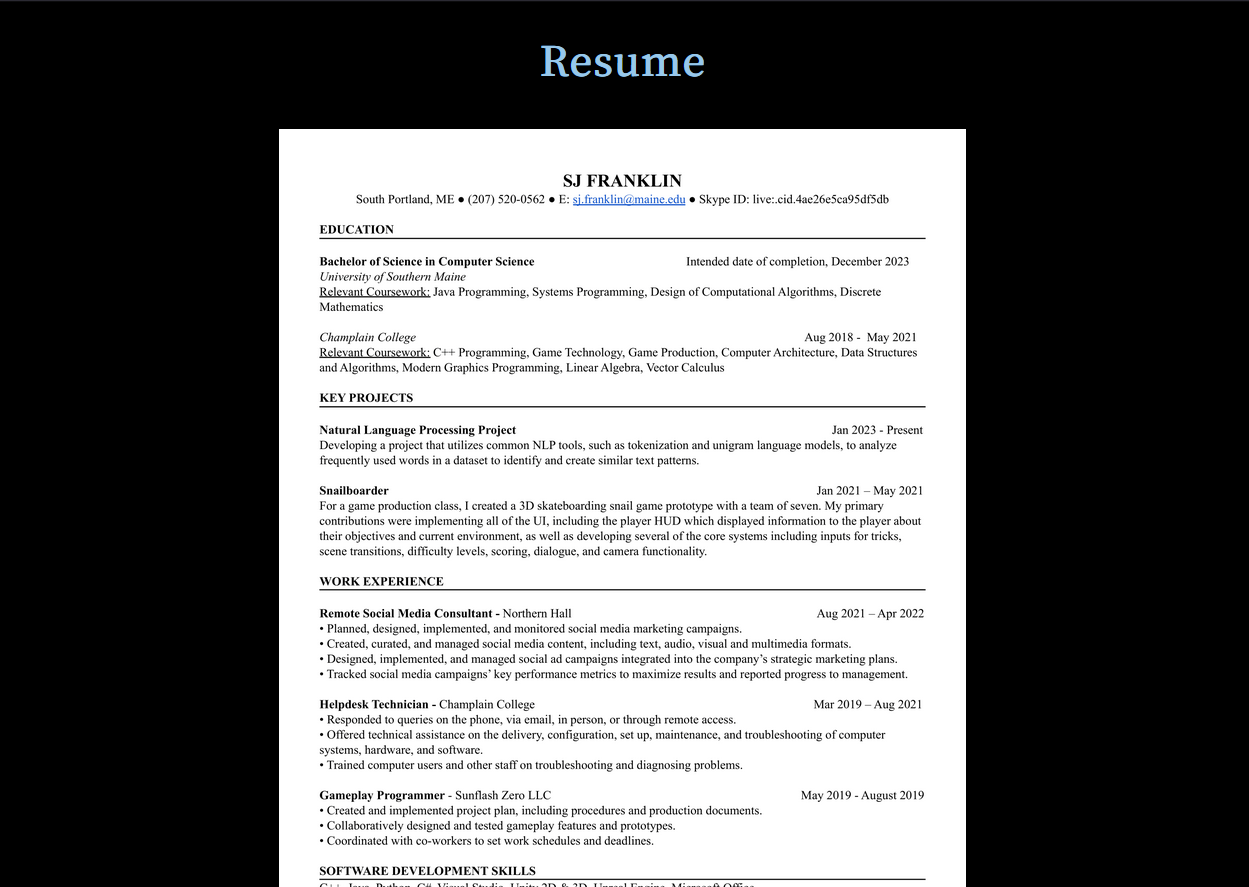 Resume
SJ FRANKLIN
South Portland, ME ● (207) 520-0562 ● E: sj.franklin@maine.edu ● Skype ID: live:.cid.4ae26e5ca95df5db
EDUCATION
Bachelor of Science in Computer Science Intended date of completion, December 2023
University of Southern Maine
Relevant Coursework: Java Programming, Systems Programming, Design of Computational Algorithms, Discrete
Mathematics
Champlain College Aug 2018 - May 2021
Relevant Coursework: C++ Programming, Game Technology, Game Production, Computer Architecture, Data Structures
and Algorithms, Modern Graphics Programming, Linear Algebra, Vector Calculus
KEY PROJECTS
Natural Language Processing Project Jan 2023 - Present
Developing a project that utilizes common NLP tools, such as tokenization and unigram language models, to analyze
frequently used words in a dataset to identify and create similar text patterns.
Snailboarder Jan 2021 – May 2021
For a game production class, I created a 3D skateboarding snail game prototype with a team of seven. My primary
contributions were implementing all of the UI, including the player HUD which displayed information to the player about
their objectives and current environment, as well as developing several of the core systems including inputs for tricks,
scene transitions, difficulty levels, scoring, dialogue, and camera functionality.
WORK EXPERIENCE
Remote Social Media Consultant - Northern Hall Aug 2021 – Apr 2022
• Planned, designed, implemented, and monitored social media marketing campaigns.
• Created, curated, and managed social media content, including text, audio, visual and multimedia formats.
• Designed, implemented, and managed social ad campaigns integrated into the company’s strategic marketing plans.
• Tracked social media campaigns’ key performance metrics to maximize results and reported progress to management.
Helpdesk Technician - Champlain College Mar 2019 – Aug 2021
• Responded to queries on the phone, via email, in person, or through remote access.
• Offered technical assistance on the delivery, configuration, set up, maintenance, and troubleshooting of computer
systems, hardware, and software.
• Trained computer users and other staff on troubleshooting and diagnosing problems.
Gameplay Programmer - Sunflash Zero LLC May 2019 - August 2019
• Created and implemented project plan, including procedures and production documents.
• Collaboratively designed and tested gameplay features and prototypes.
• Coordinated with co-workers to set work schedules and deadlines.
SOFTWARE DEVELOPMENT SKILLS
C++, Java, Python, C#, Visual Studio, Unity 2D & 3D, Unreal Engine, Microsoft Office